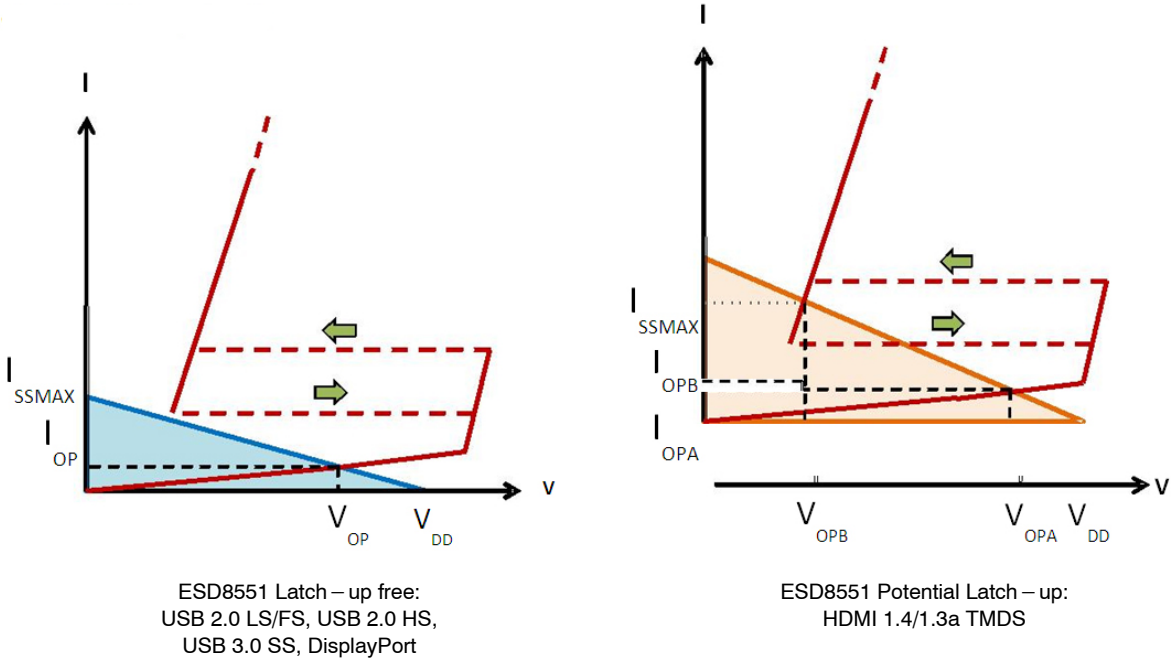 I
I
SSMAX
I
OP
V
OP
V
DD
V
ESD8551 Latch – up free:
USB 2.0 LS/FS, USB 2.0 HS,
USB 3.0 SS, DisplayPort
I
I
SSMAX
I
OPB
I
OPA
V
OPB
V
OPA
V
DD
V
ESD8551 Potential Latch – up:
HDMI 1.4/1.3a TMDS